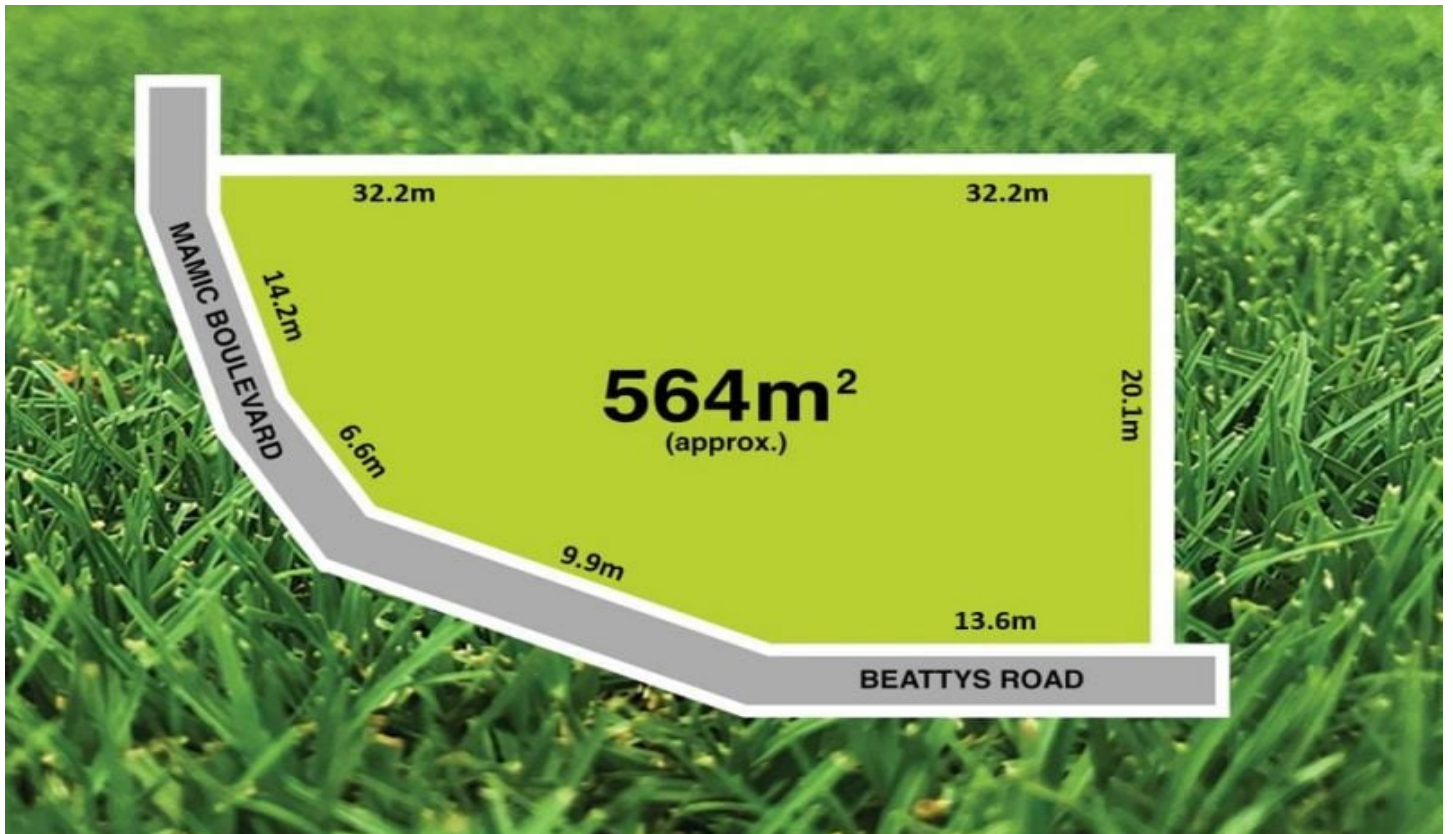 32.2m
32.2m
14.2m
MAMIC BOULEVARD
6.6m
564m²
(approx.)
20.1m
9.9m
13.6m
BEATTYS ROAD